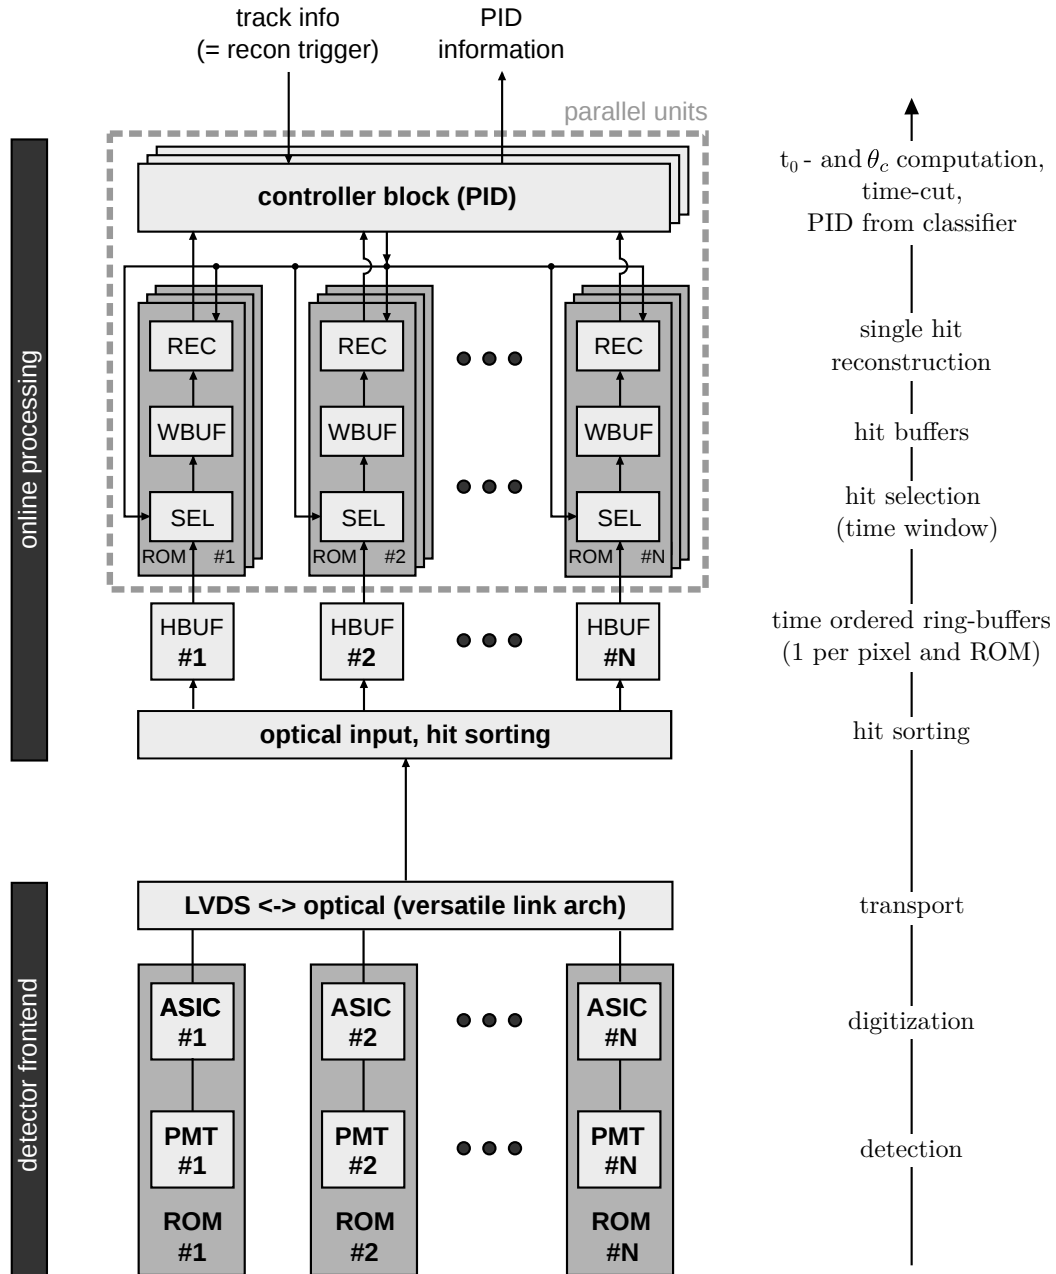 track info
(= recon trigger)
PID
information
parallel units
controller block (PID)
t₀ - and θ_c computation,
time-cut,
PID from classifier
online processing
REC
REC
REC
single hit
reconstruction
WBUF
WBUF
WBUF
hit buffers
SEL
SEL
SEL
hit selection
(time window)
ROM #1
ROM #2
ROM #N
HBUF
#1
HBUF
#2
HBUF
#N
time ordered ring-buffers
(1 per pixel and ROM)
optical input, hit sorting
hit sorting
detector frontend
LVDS <-> optical (versatile link arch)
transport
ASIC
#1
ASIC
#2
ASIC
#N
digitization
PMT
#1
PMT
#2
PMT
#N
detection
ROM
#1
ROM
#2
ROM
#N